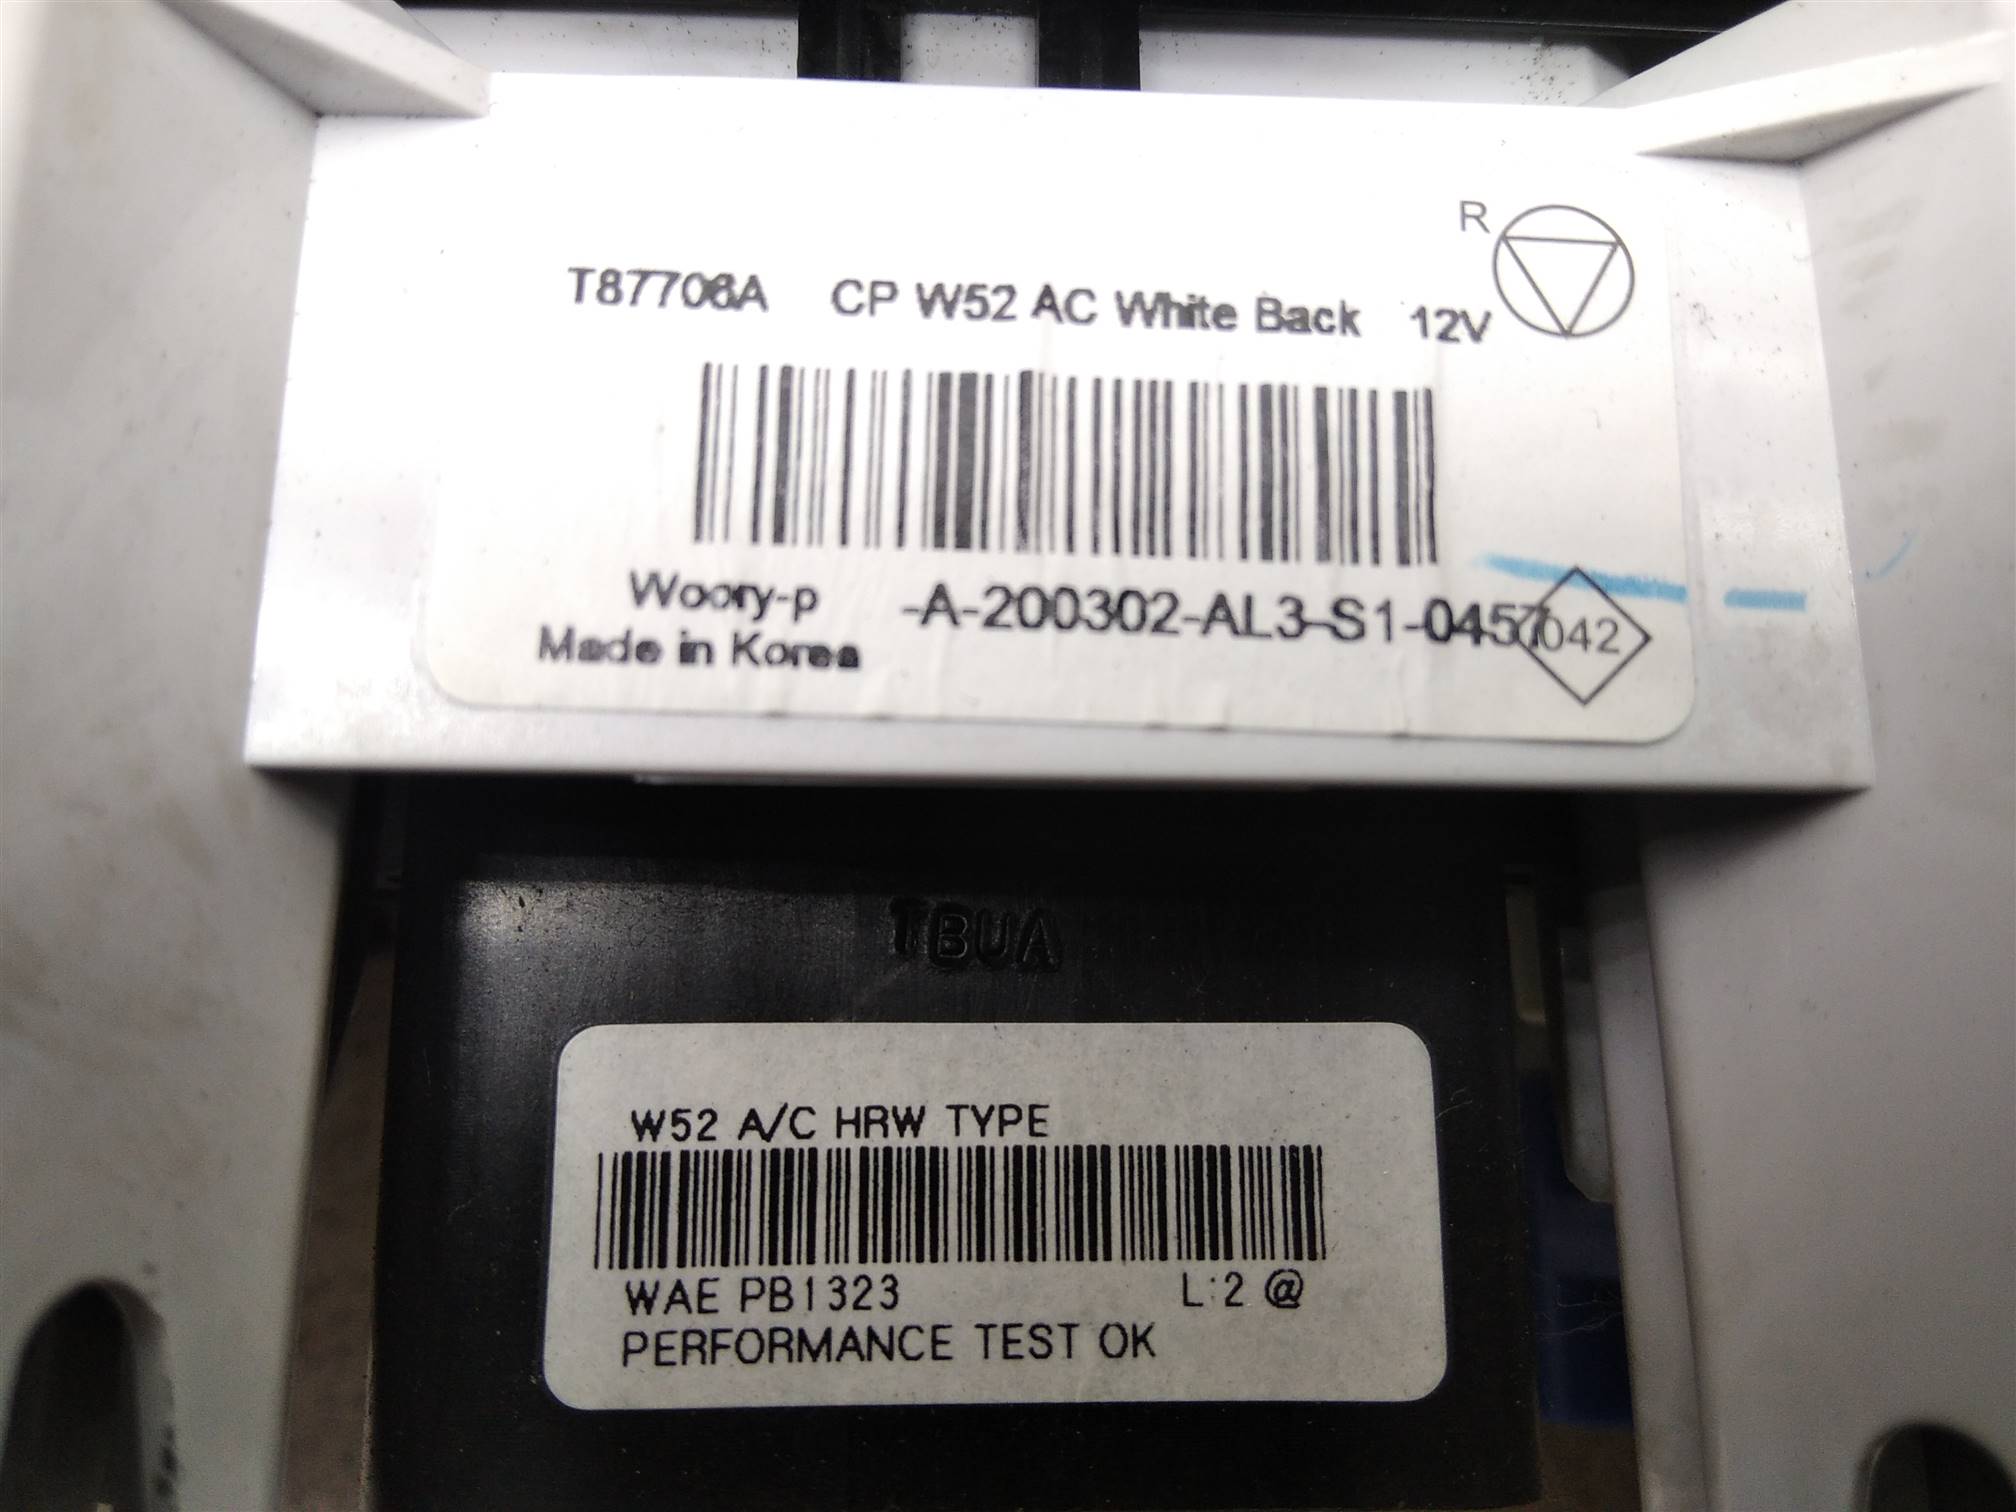 R
T87706A CP W52 AC White Back 12V
Woory-p -A-200302-AL3-S1-0457
042
Made in Korea
TBUA
W52 A/C HRW TYPE
WAE PB1323 L:2 @
PERFORMANCE TEST OK